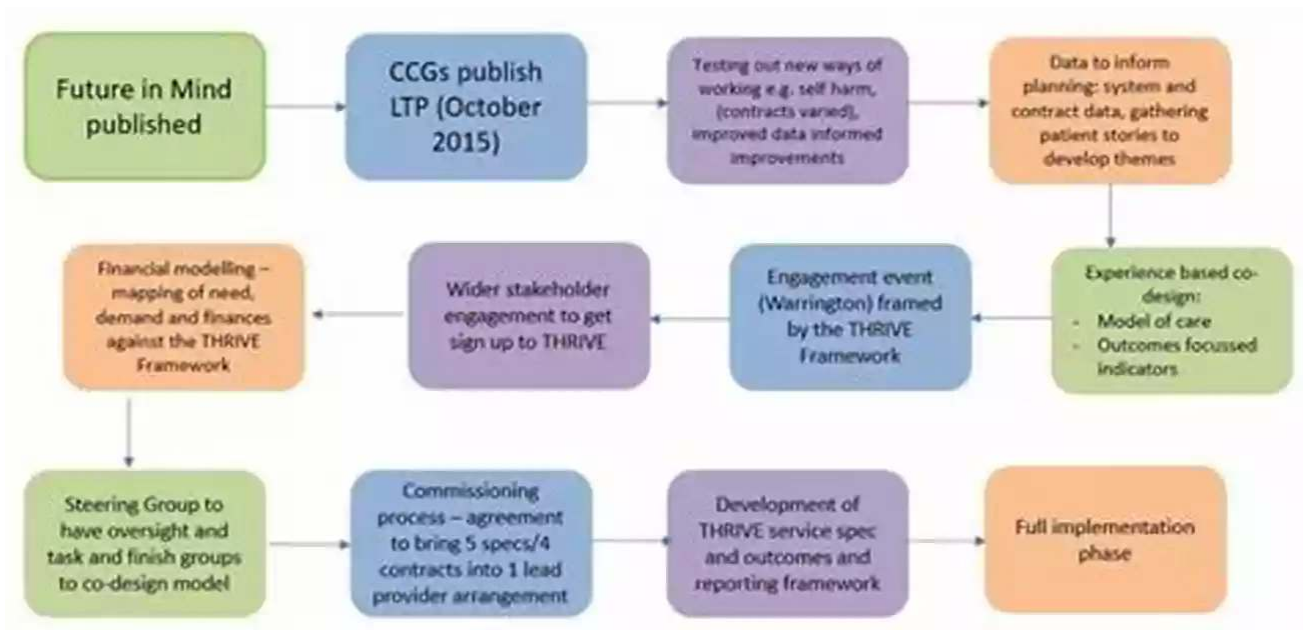 Future in Mind
published
CCGs publish
LTP (October
2015)
Testing out new ways of
working e.g. self harm,
(contracts varied),
improved data informed
improvements
Data to inform
planning: system and
contract data, gathering
patient stories to
develop themes
Experience based co-
design:
- Model of care
- Outcomes focussed
indicators
Engagement event
(Warrington) framed
by the THRIVE
Framework
Wider stakeholder
engagement to get
sign up to THRIVE
Financial modelling –
mapping of need,
demand and finances
against the THRIVE
Framework
Steering Group to
have oversight and
task and finish groups
to co-design model
Commissioning
process – agreement
to bring 5 specs/4
contracts into 1 lead
provider arrangement
Development of
THRIVE service spec
and outcomes and
reporting framework
Full implementation
phase